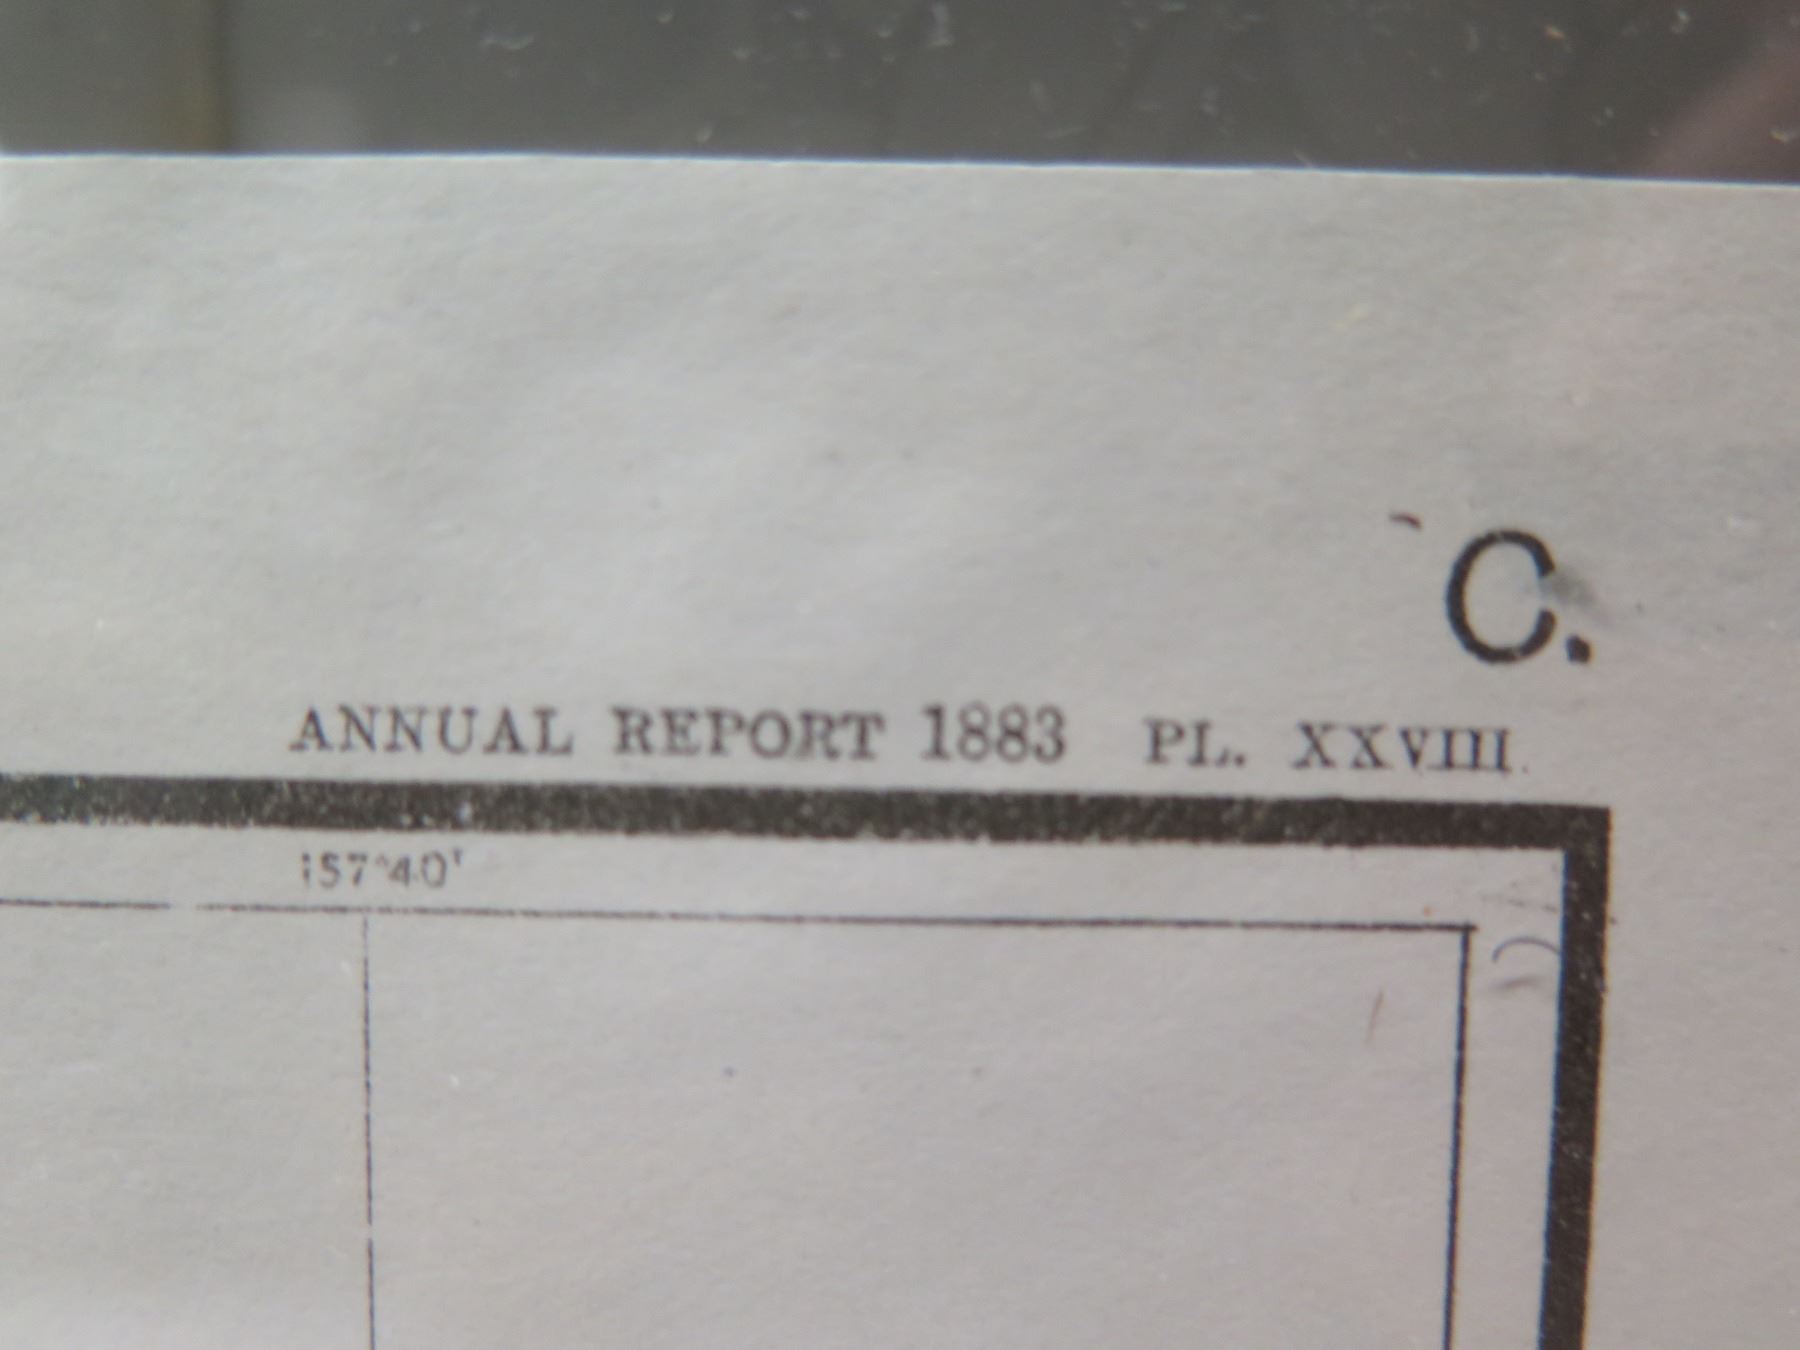 C.
ANNUAL REPORT 1883 PL. XXVIII.
157°40'